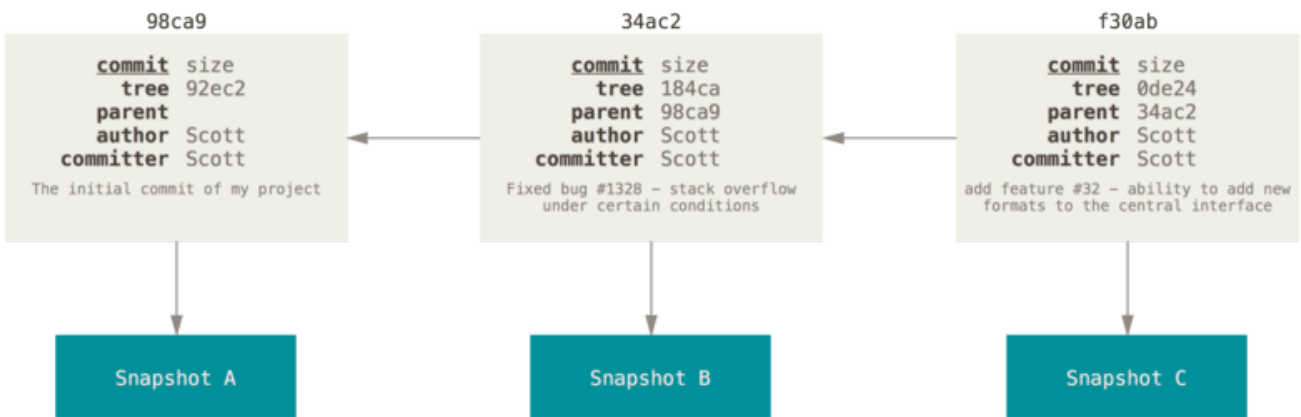 98ca9
commit size
tree 92ec2
parent
author Scott
committer Scott
The initial commit of my project
34ac2
commit size
tree 184ca
parent 98ca9
author Scott
committer Scott
Fixed bug #1328 – stack overflow
under certain conditions
f30ab
commit size
tree 0de24
parent 34ac2
author Scott
committer Scott
add feature #32 – ability to add new
formats to the central interface
Snapshot A
Snapshot B
Snapshot C